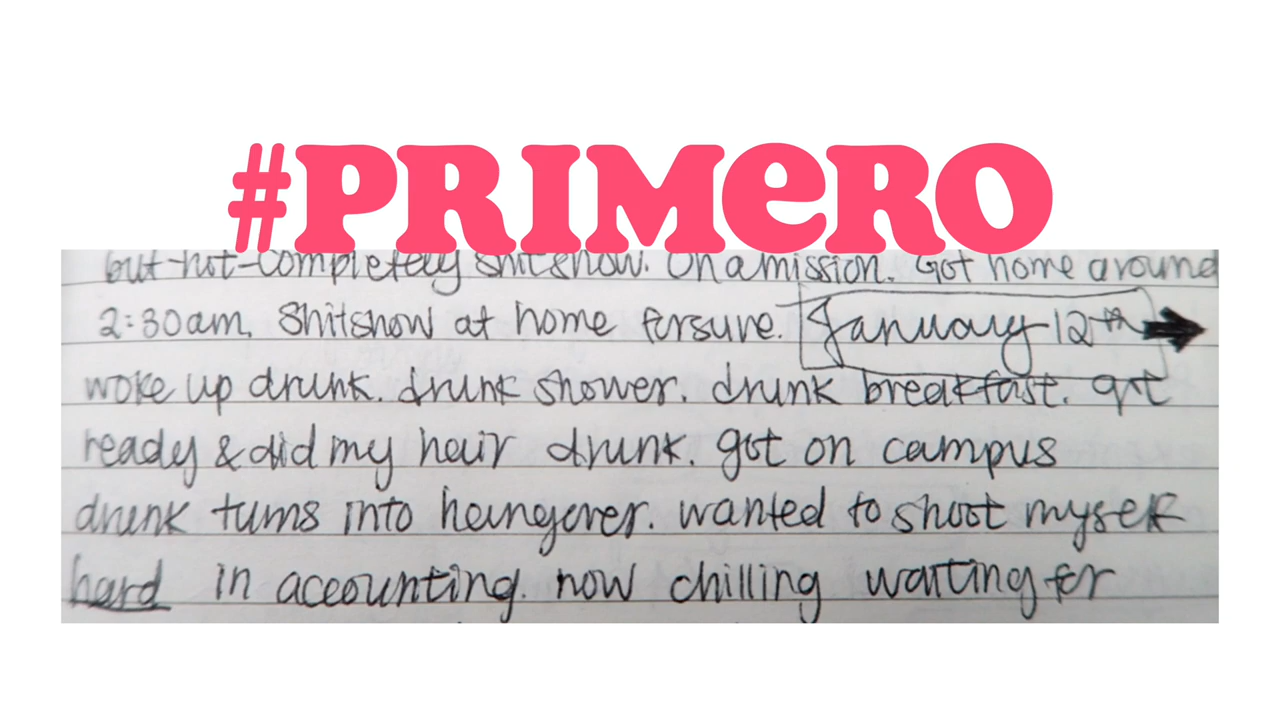 #PRIMERO
but not completely shitshow. On a mission. Got home around
2:30am. Shitshow at home forsure. January 12th
woke up drunk. drunk shower. drunk breakfast. got
ready & did my hair drunk. got on campus
drunk turns into hangover. wanted to shoot myself
hard in accounting. now chilling waiting for